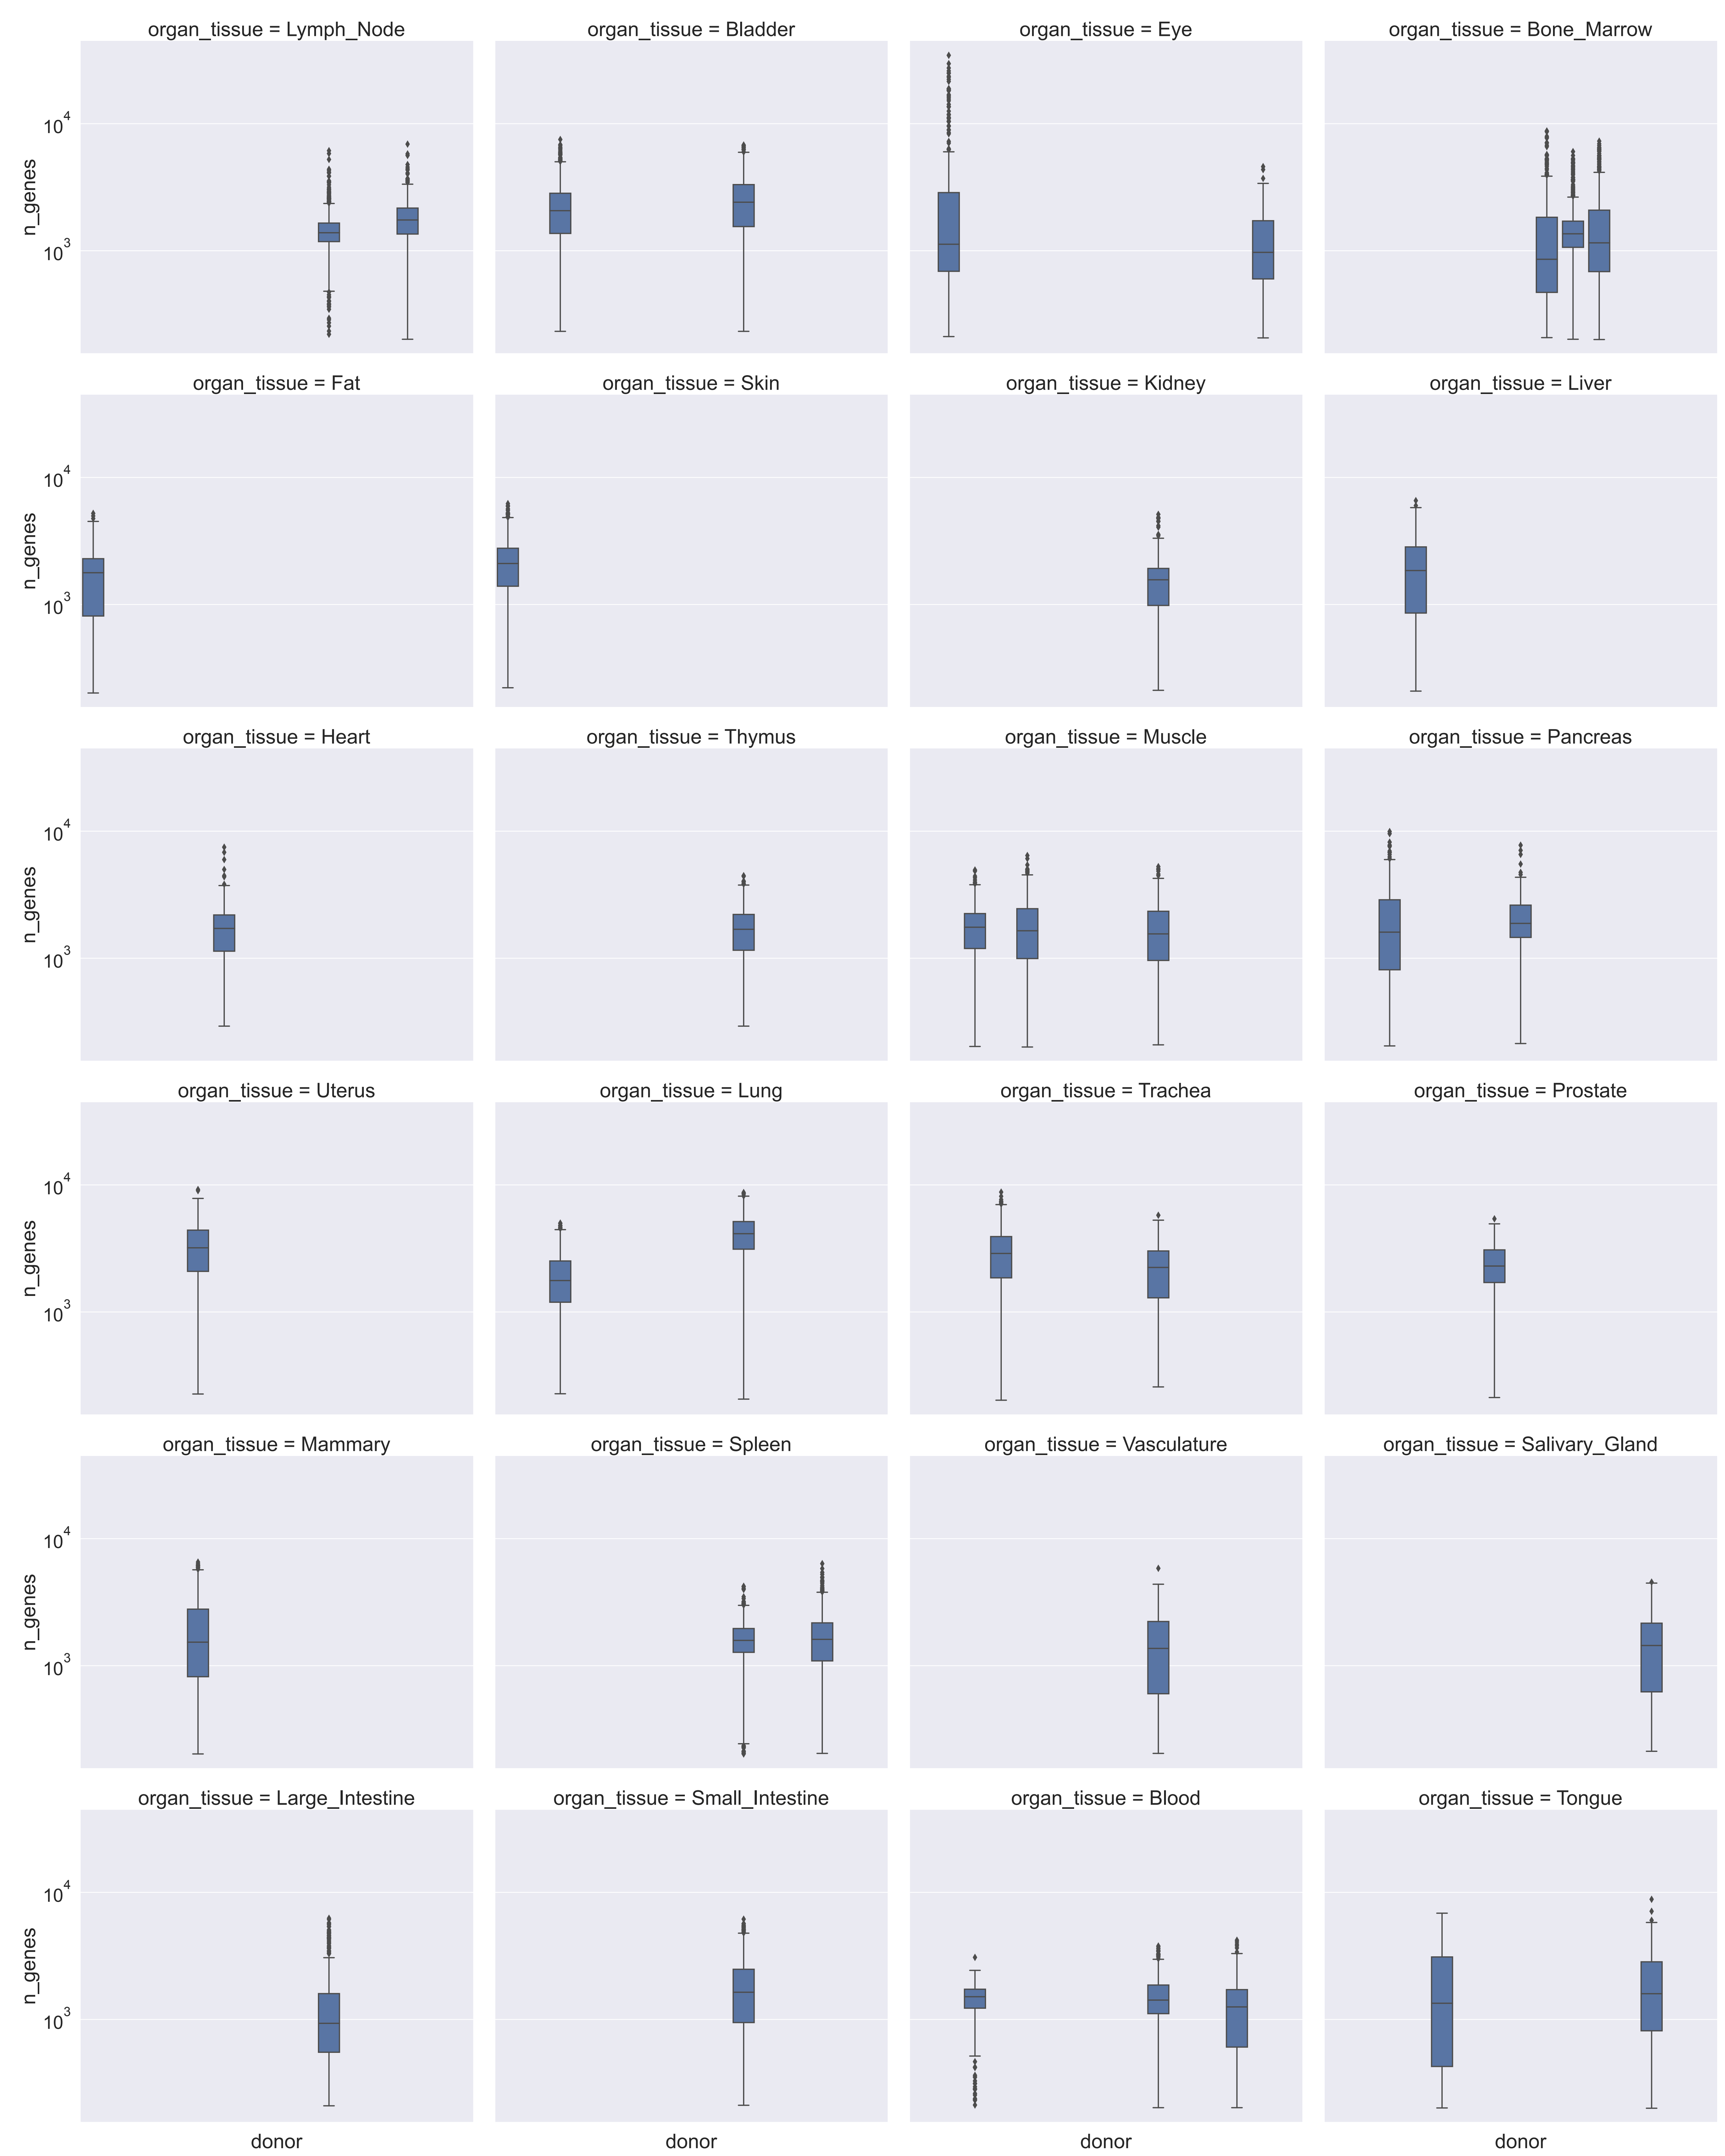 organ_tissue = Lymph_Node organ_tissue = Bladder organ_tissue = Eye organ_tissue = Bone_Marrow
10^4
n_genes
10^3
organ_tissue = Fat organ_tissue = Skin organ_tissue = Kidney organ_tissue = Liver
10^4
n_genes
10^3
organ_tissue = Heart organ_tissue = Thymus organ_tissue = Muscle organ_tissue = Pancreas
10^4
n_genes
10^3
organ_tissue = Uterus organ_tissue = Lung organ_tissue = Trachea organ_tissue = Prostate
10^4
n_genes
10^3
organ_tissue = Mammary organ_tissue = Spleen organ_tissue = Vasculature organ_tissue = Salivary_Gland
10^4
n_genes
10^3
organ_tissue = Large_Intestine organ_tissue = Small_Intestine organ_tissue = Blood organ_tissue = Tongue
10^4
n_genes
10^3
donor donor donor donor